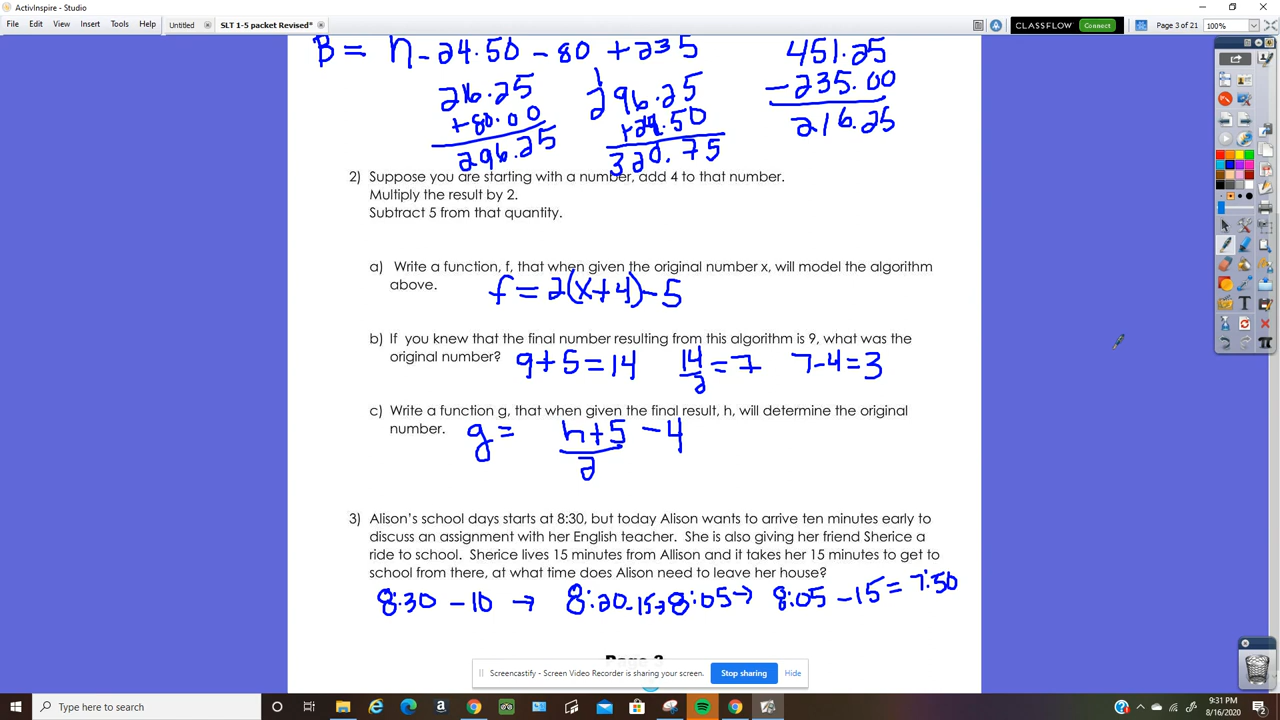 ActivInspire - Studio
File Edit View Insert Tools Help Untitled SLT 1-5 packet Revised* CLASSFLOW Connect Page 3 of 21 100%
B = n - 24.50 - 80 + 235
216.25
+80.00
296.25
1
296.25
+24.50
320.75
451.25
-235.00
216.25
2) Suppose you are starting with a number, add 4 to that number.
Multiply the result by 2.
Subtract 5 from that quantity.
a) Write a function, f, that when given the original number x, will model the algorithm
above. f = 2(x+4)-5
b) If you knew that the final number resulting from this algorithm is 9, what was the
original number? 9+5=14 14/2=7 7-4=3
c) Write a function g, that when given the final result, h, will determine the original
number. g = h+5/2 -4
3) Alison's school days starts at 8:30, but today Alison wants to arrive ten minutes early to
discuss an assignment with her English teacher. She is also giving her friend Sherice a
ride to school. Sherice lives 15 minutes from Allison and it takes her 15 minutes to get to
school from there, at what time does Alison need to leave her house?
8:30 -10 → 8:20-15→8:05→ 8:05 -15= 7:50
Screencastify - Screen Video Recorder is sharing your screen. Stop sharing Hide
Type here to search
9:31 PM
8/16/2020